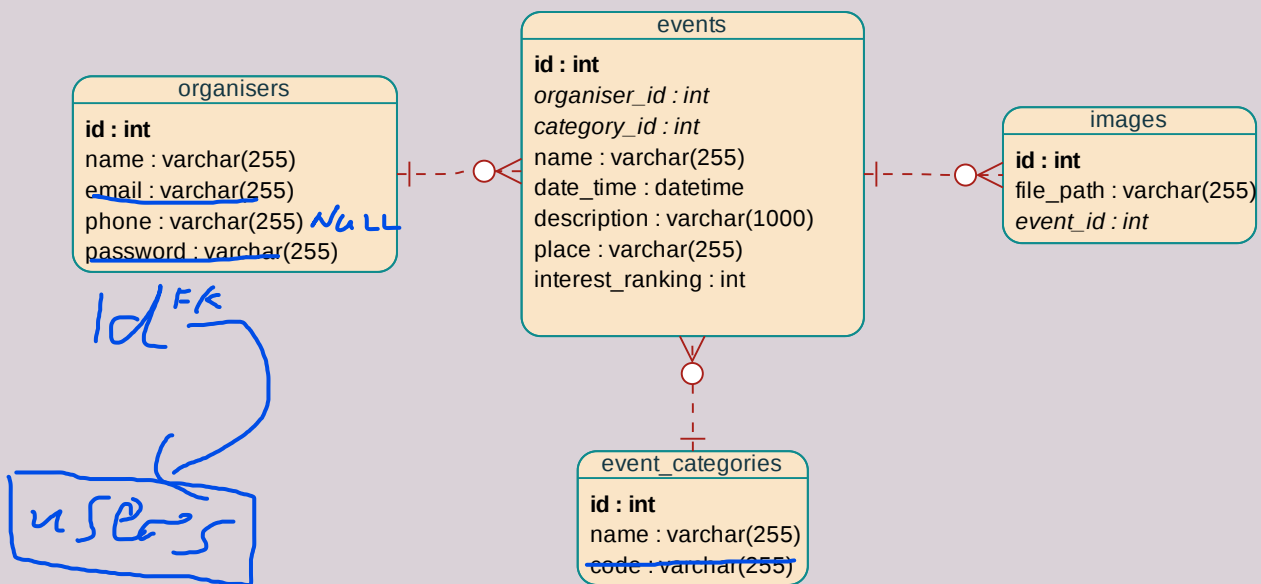 organisers
id : int
name : varchar(255)
email : varchar(255)
phone : varchar(255) NULL
password : varchar(255)
Id FK
users
events
id : int
organiser_id : int
category_id : int
name : varchar(255)
date_time : datetime
description : varchar(1000)
place : varchar(255)
interest_ranking : int
images
id : int
file_path : varchar(255)
event_id : int
event_categories
id : int
name : varchar(255)
code : varchar(255)